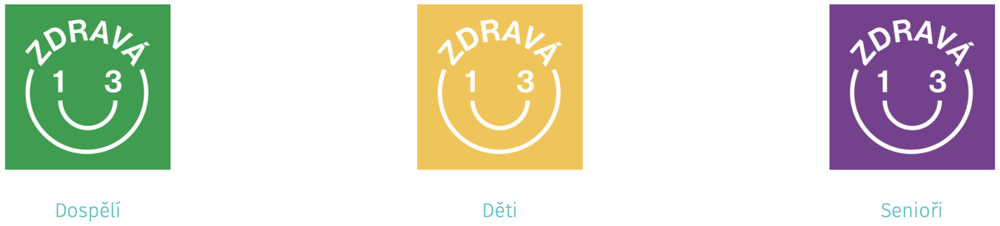 ZDRAVÁ
1 3
Dospělí
ZDRAVÁ
1 3
Děti
ZDRAVÁ
1 3
Senioři